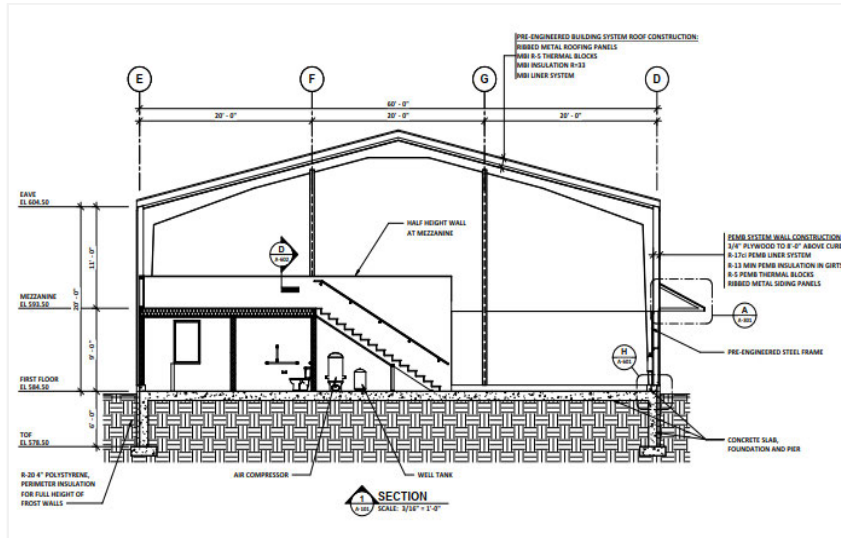 PRE-ENGINEERED BUILDING SYSTEM ROOF CONSTRUCTION:
RIBBED METAL ROOFING PANELS
MBI R-5 THERMAL BLOCKS
MBI INSULATION R=33
MBI LINER SYSTEM
E
F
G
D
60' - 0"
20' - 0"
20' - 0"
20' - 0"
EAVE
EL 604.50
HALF HEIGHT WALL
AT MEZZANINE
D
A-602
PEMB SYSTEM WALL CONSTRUCTION
3/4" PLYWOOD TO 8'-0" ABOVE CURB
R-17ci PEMB LINER SYSTEM
R-13 MIN PEMB INSULATION IN GIRTS
R-5 PEMB THERMAL BLOCKS
RIBBED METAL SIDING PANELS
11' - 0"
20' - 0"
MEZZANINE
EL 593.50
A
A-301
9' - 0"
PRE-ENGINEERED STEEL FRAME
H
A-601
FIRST FLOOR
EL 584.50
6' - 0"
TOF
EL 578.50
CONCRETE SLAB,
FOUNDATION AND PIER
R-20 4" POLYSTYRENE,
PERIMETER INSULATION
FOR FULL HEIGHT OF
FROST WALLS
AIR COMPRESSOR
WELL TANK
1
A-101
SECTION
SCALE: 3/16" = 1'-0"